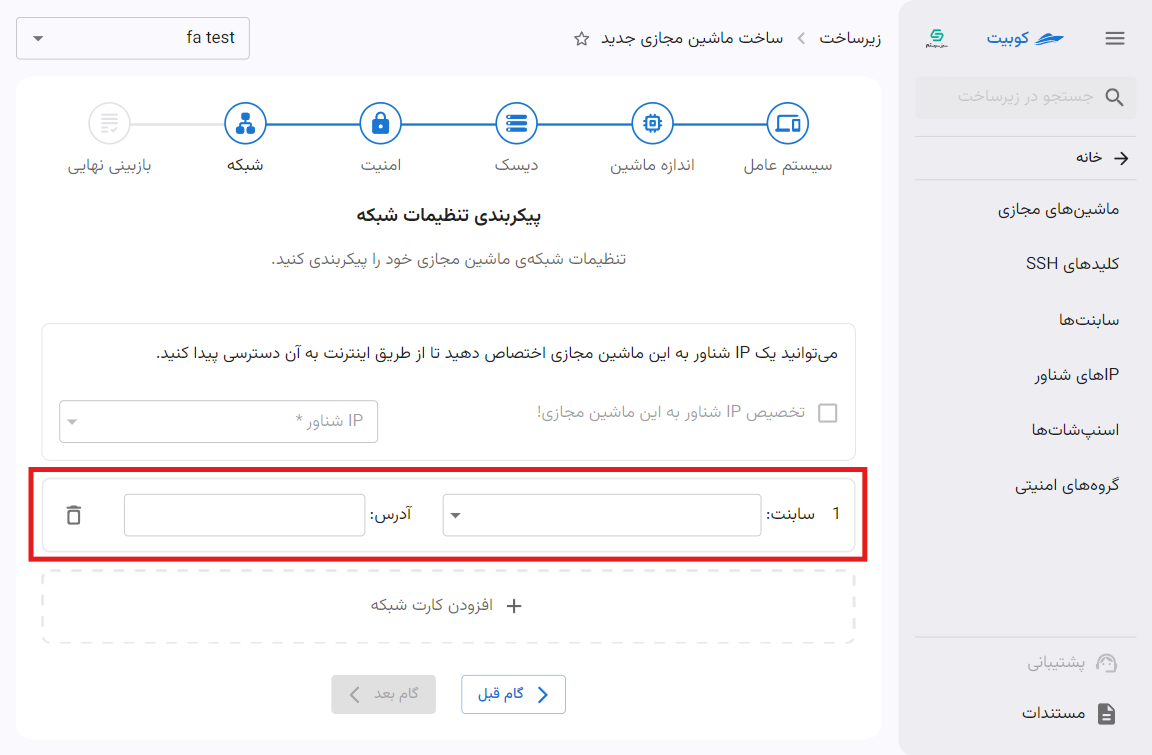 کوبیت
سبز سیستم
جستجو در زیرساخت
خانه
ماشین‌های مجازی
کلیدهای SSH
سابنت‌ها
IPهای شناور
اسنپ‌شات‌ها
گروه‌های امنیتی
پشتیبانی
مستندات
زیرساخت
ساخت ماشین مجازی جدید
fa test
سیستم عامل
اندازه ماشین
دیسک
امنیت
شبکه
بازبینی نهایی
پیکربندی تنظیمات شبکه
تنظیمات شبکه‌ی ماشین مجازی خود را پیکربندی کنید.
می‌توانید یک IP شناور به این ماشین مجازی اختصاص دهید تا از طریق اینترنت به آن دسترسی پیدا کنید.
تخصیص IP شناور به این ماشین مجازی!
IP شناور *
1 سابنت: آدرس:
افزودن کارت شبکه
گام قبل
گام بعد